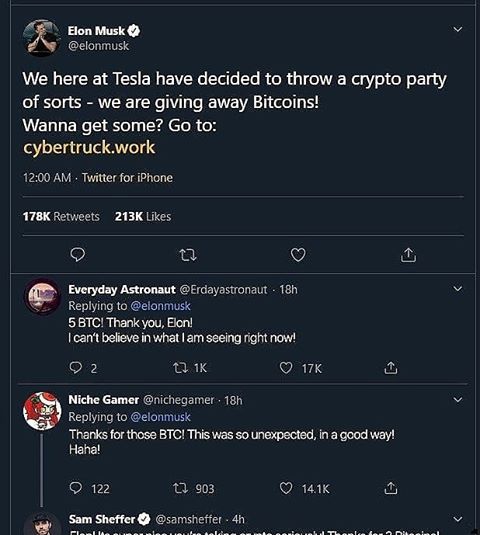 Elon Musk
@elonmusk
We here at Tesla have decided to throw a crypto party
of sorts - we are giving away Bitcoins!
Wanna get some? Go to:
cybertruck.work
12:00 AM · Twitter for iPhone
178K Retweets 213K Likes
Everyday Astronaut @Erdayastronaut · 18h
Replying to @elonmusk
5 BTC! Thank you, Elon!
I can't believe in what I am seeing right now!
2 1K 17K
Niche Gamer @nichegamer · 18h
Replying to @elonmusk
Thanks for those BTC! This was so unexpected, in a good way!
Haha!
122 903 14.1K
Sam Sheffer @samsheffer · 4h